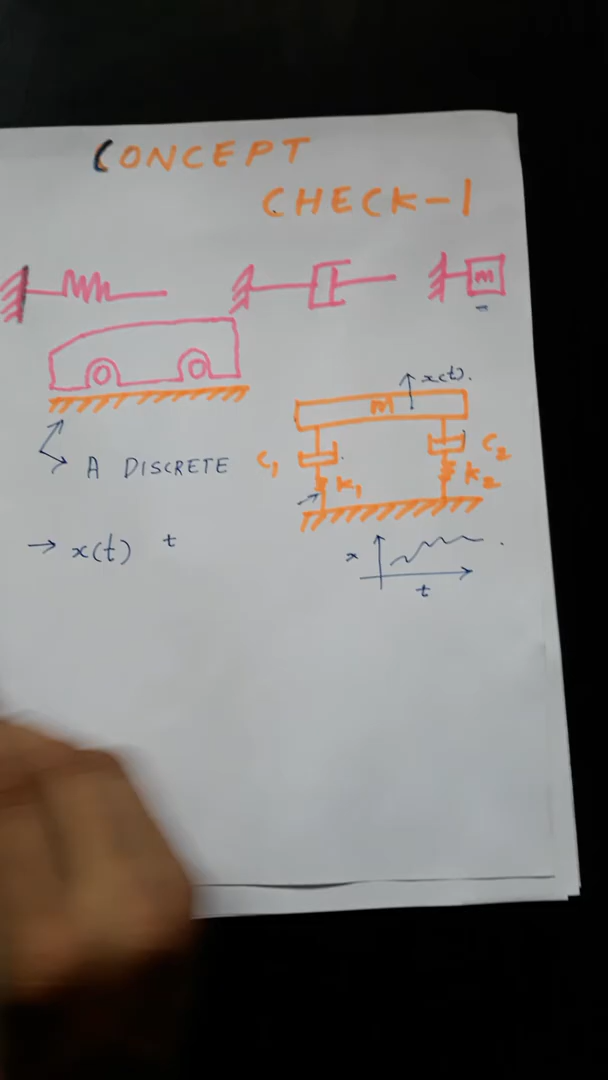 CONCEPT
CHECK-1
m
x(t).
m
C₁
C₂
K₁
K₂
A DISCRETE
→ x(t) t
x
t